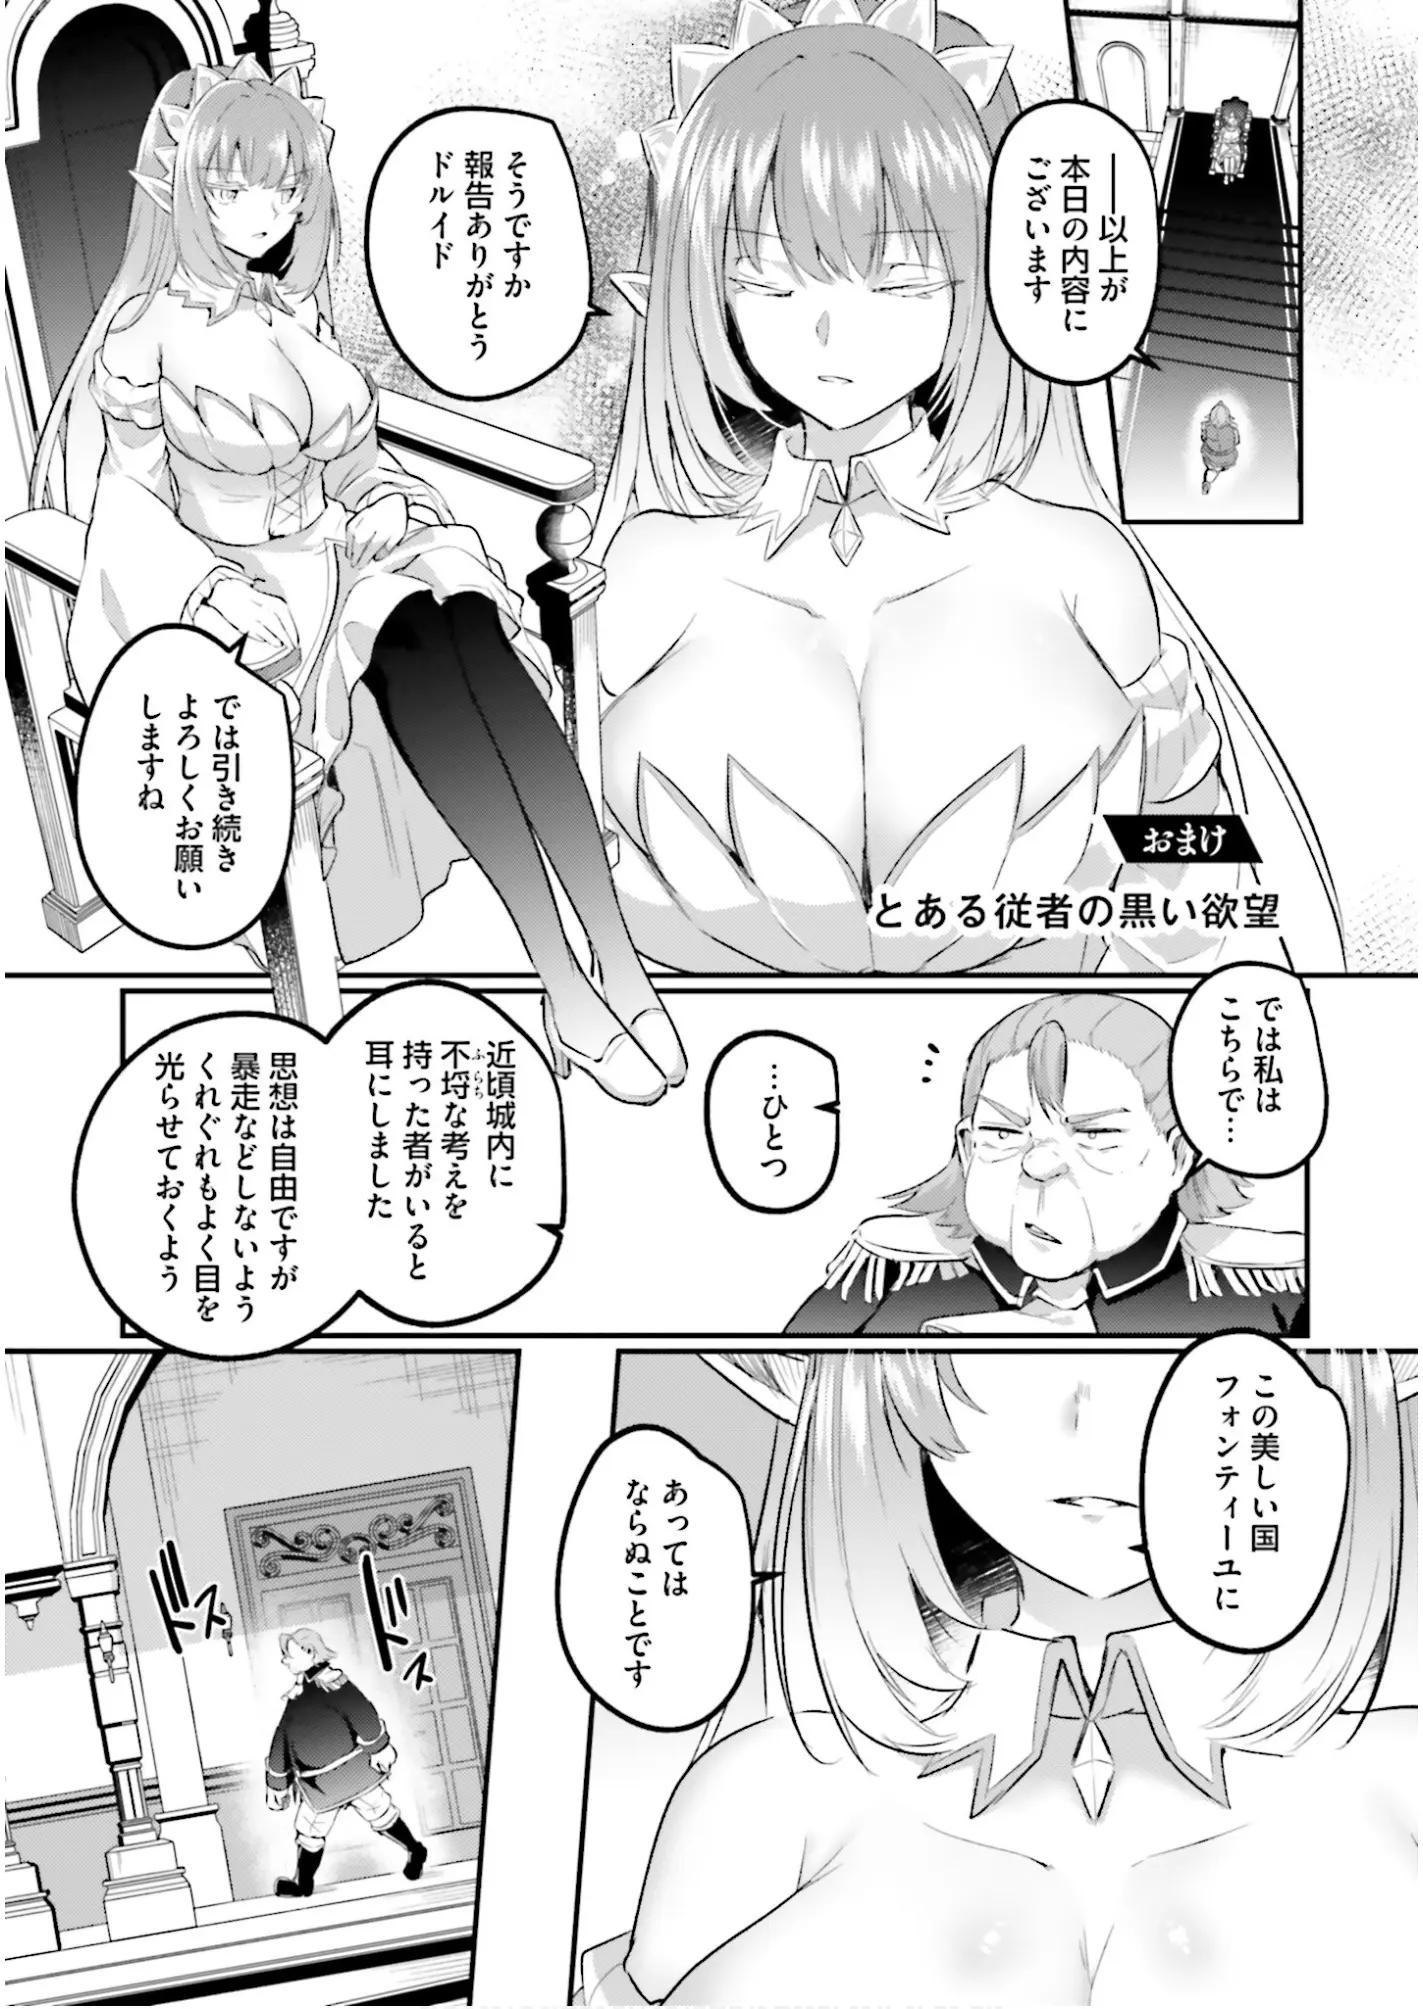 ――以上が
本日の内容に
ございます
そうですか
報告ありがとう
ドルイド
では引き続き
よろしくお願い
しますね
おまけ
とある従者の黒い欲望
では私は
こちらで…
…ひとつ
近頃城内に
不埒な考えを
ふらち
持った者がいると
耳にしました
思想は自由ですが
暴走などしないよう
くれぐれもよく目を
光らせておくよう
この美しい国
フォンティーユに
あっては
ならぬことです
ドス
ドス
ドス